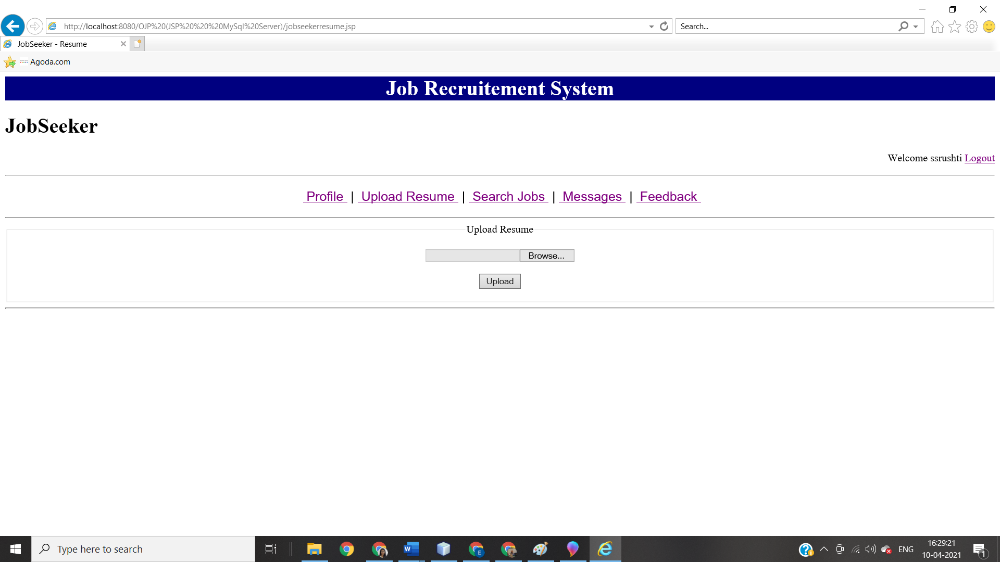 http://localhost:8080/OJP%20(JSP%20%20%20MySql%20Server)/jobseekerresume.jsp
Search...
JobSeeker - Resume
Agoda.com
Job Recruitement System
JobSeeker
Welcome ssrushti Logout
Profile | Upload Resume | Search Jobs | Messages | Feedback
Upload Resume
Browse...
Upload
Type here to search
W
E
ENG
16:29:21
10-04-2021
1